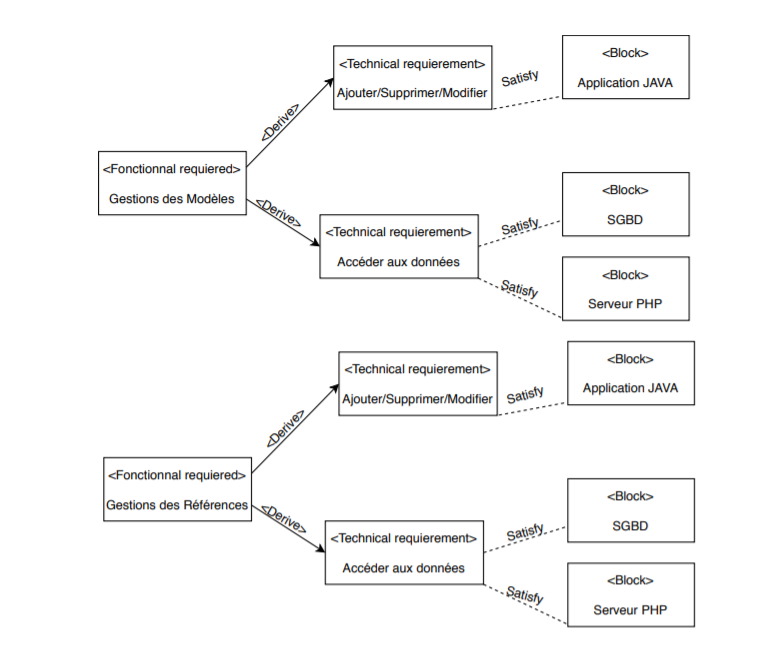 <Technical requierement>
Ajouter/Supprimer/Modifier
Satisfy
<Block>
Application JAVA
<Derive>
<Fonctionnal requiered>
Gestions des Modèles
<Derive>
<Technical requierement>
Accéder aux données
Satisfy
<Block>
SGBD
Satisfy
<Block>
Serveur PHP
<Technical requierement>
Ajouter/Supprimer/Modifier
Satisfy
<Block>
Application JAVA
<Derive>
<Fonctionnal requiered>
Gestions des Références
<Derive>
<Technical requierement>
Accéder aux données
Satisfy
<Block>
SGBD
Satisfy
<Block>
Serveur PHP